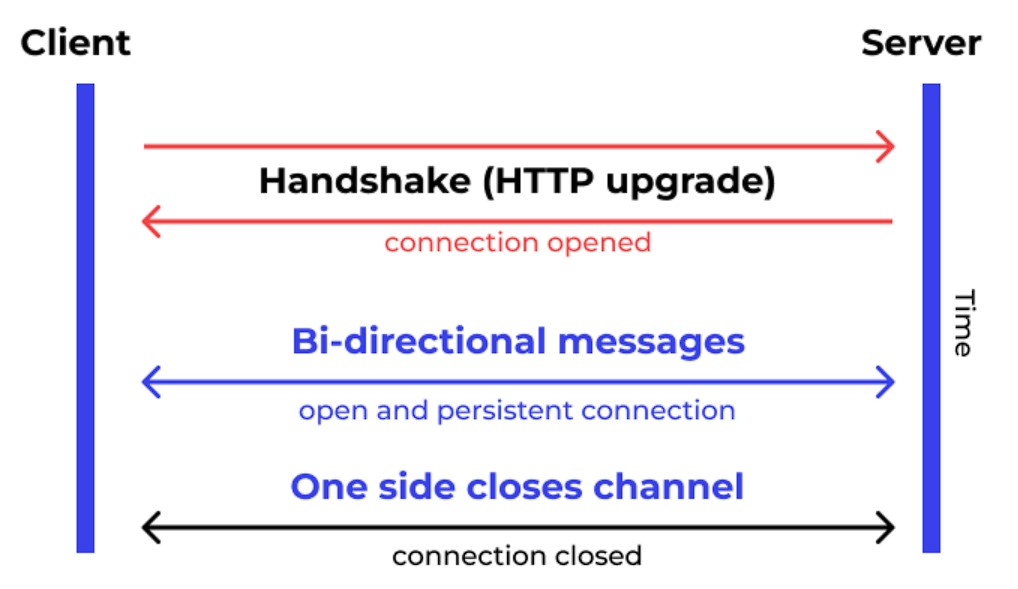 Client
Server
Handshake (HTTP upgrade)
connection opened
Time
Bi-directional messages
open and persistent connection
One side closes channel
connection closed